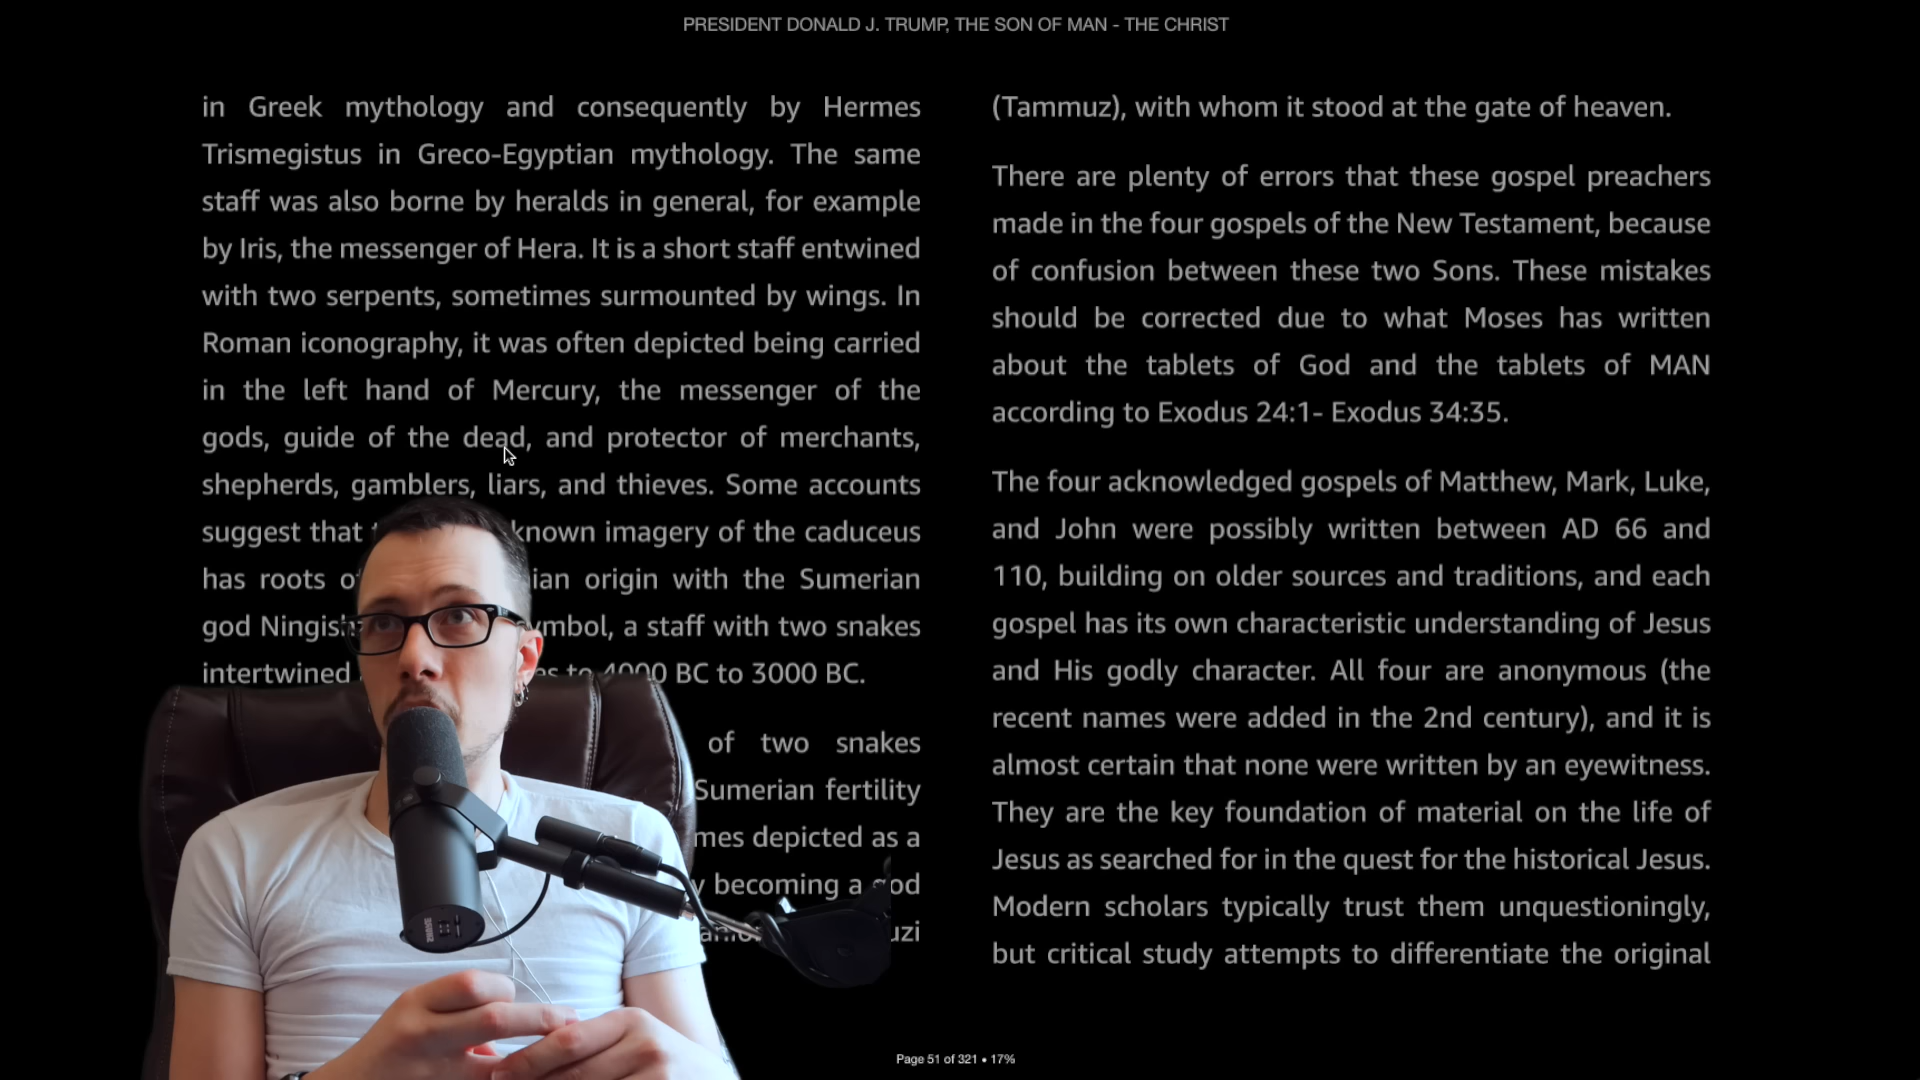 PRESIDENT DONALD J. TRUMP, THE SON OF MAN - THE CHRIST
in Greek mythology and consequently by Hermes
Trismegistus in Greco-Egyptian mythology. The same
staff was also borne by heralds in general, for example
by Iris, the messenger of Hera. It is a short staff entwined
with two serpents, sometimes surmounted by wings. In
Roman iconography, it was often depicted being carried
in the left hand of Mercury, the messenger of the
gods, guide of the dead, and protector of merchants,
shepherds, gamblers, liars, and thieves. Some accounts
suggest that known imagery of the caduceus
has roots origin with the Sumerian
god a staff with two snakes
intertwined to 4000 BC to 3000 BC.
of two snakes
Sumerian fertility
depicted as a
becoming a god
(Tammuz), with whom it stood at the gate of heaven.
There are plenty of errors that these gospel preachers
made in the four gospels of the New Testament, because
of confusion between these two Sons. These mistakes
should be corrected due to what Moses has written
about the tablets of God and the tablets of MAN
according to Exodus 24:1- Exodus 34:35.
The four acknowledged gospels of Matthew, Mark, Luke,
and John were possibly written between AD 66 and
110, building on older sources and traditions, and each
gospel has its own characteristic understanding of Jesus
and His godly character. All four are anonymous (the
recent names were added in the 2nd century), and it is
almost certain that none were written by an eyewitness.
They are the key foundation of material on the life of
Jesus as searched for in the quest for the historical Jesus.
Modern scholars typically trust them unquestioningly,
but critical study attempts to differentiate the original
Page 51 of 321 • 17%